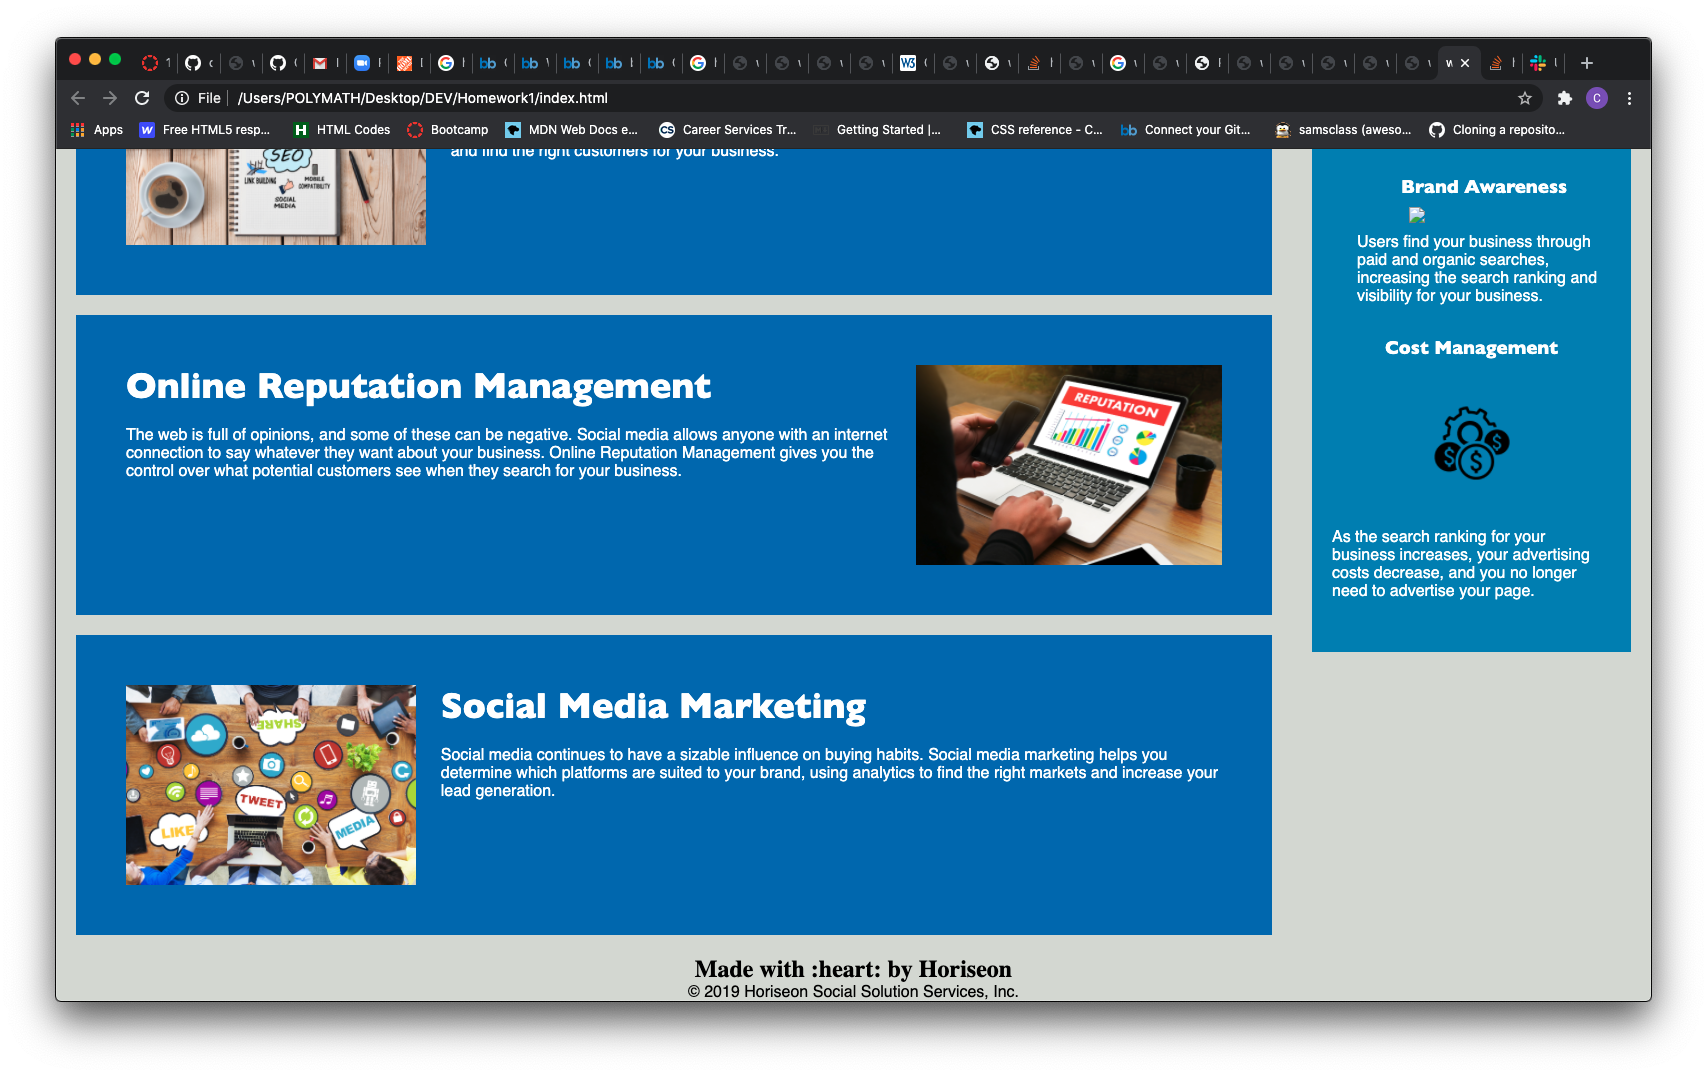 File /Users/POLYMATH/Desktop/DEV/Homework1/index.html
Apps Free HTML5 resp... HTML Codes Bootcamp MDN Web Docs e... Career Services Tr... Getting Started |... CSS reference - C... Connect your Git... samsclass (aweso... Cloning a reposito...
and find the right customers for your business.
SEO
LINK BUILDING
MOBILE COMPATIBILITY
SOCIAL MEDIA
Online Reputation Management
The web is full of opinions, and some of these can be negative. Social media allows anyone with an internet
connection to say whatever they want about your business. Online Reputation Management gives you the
control over what potential customers see when they search for your business.
REPUTATION
SHARE
TWEET
LIKE
MEDIA
Social Media Marketing
Social media continues to have a sizable influence on buying habits. Social media marketing helps you
determine which platforms are suited to your brand, using analytics to find the right markets and increase your
lead generation.
Brand Awareness
Users find your business through
paid and organic searches,
increasing the search ranking and
visibility for your business.
Cost Management
As the search ranking for your
business increases, your advertising
costs decrease, and you no longer
need to advertise your page.
Made with :heart: by Horiseon
© 2019 Horiseon Social Solution Services, Inc.